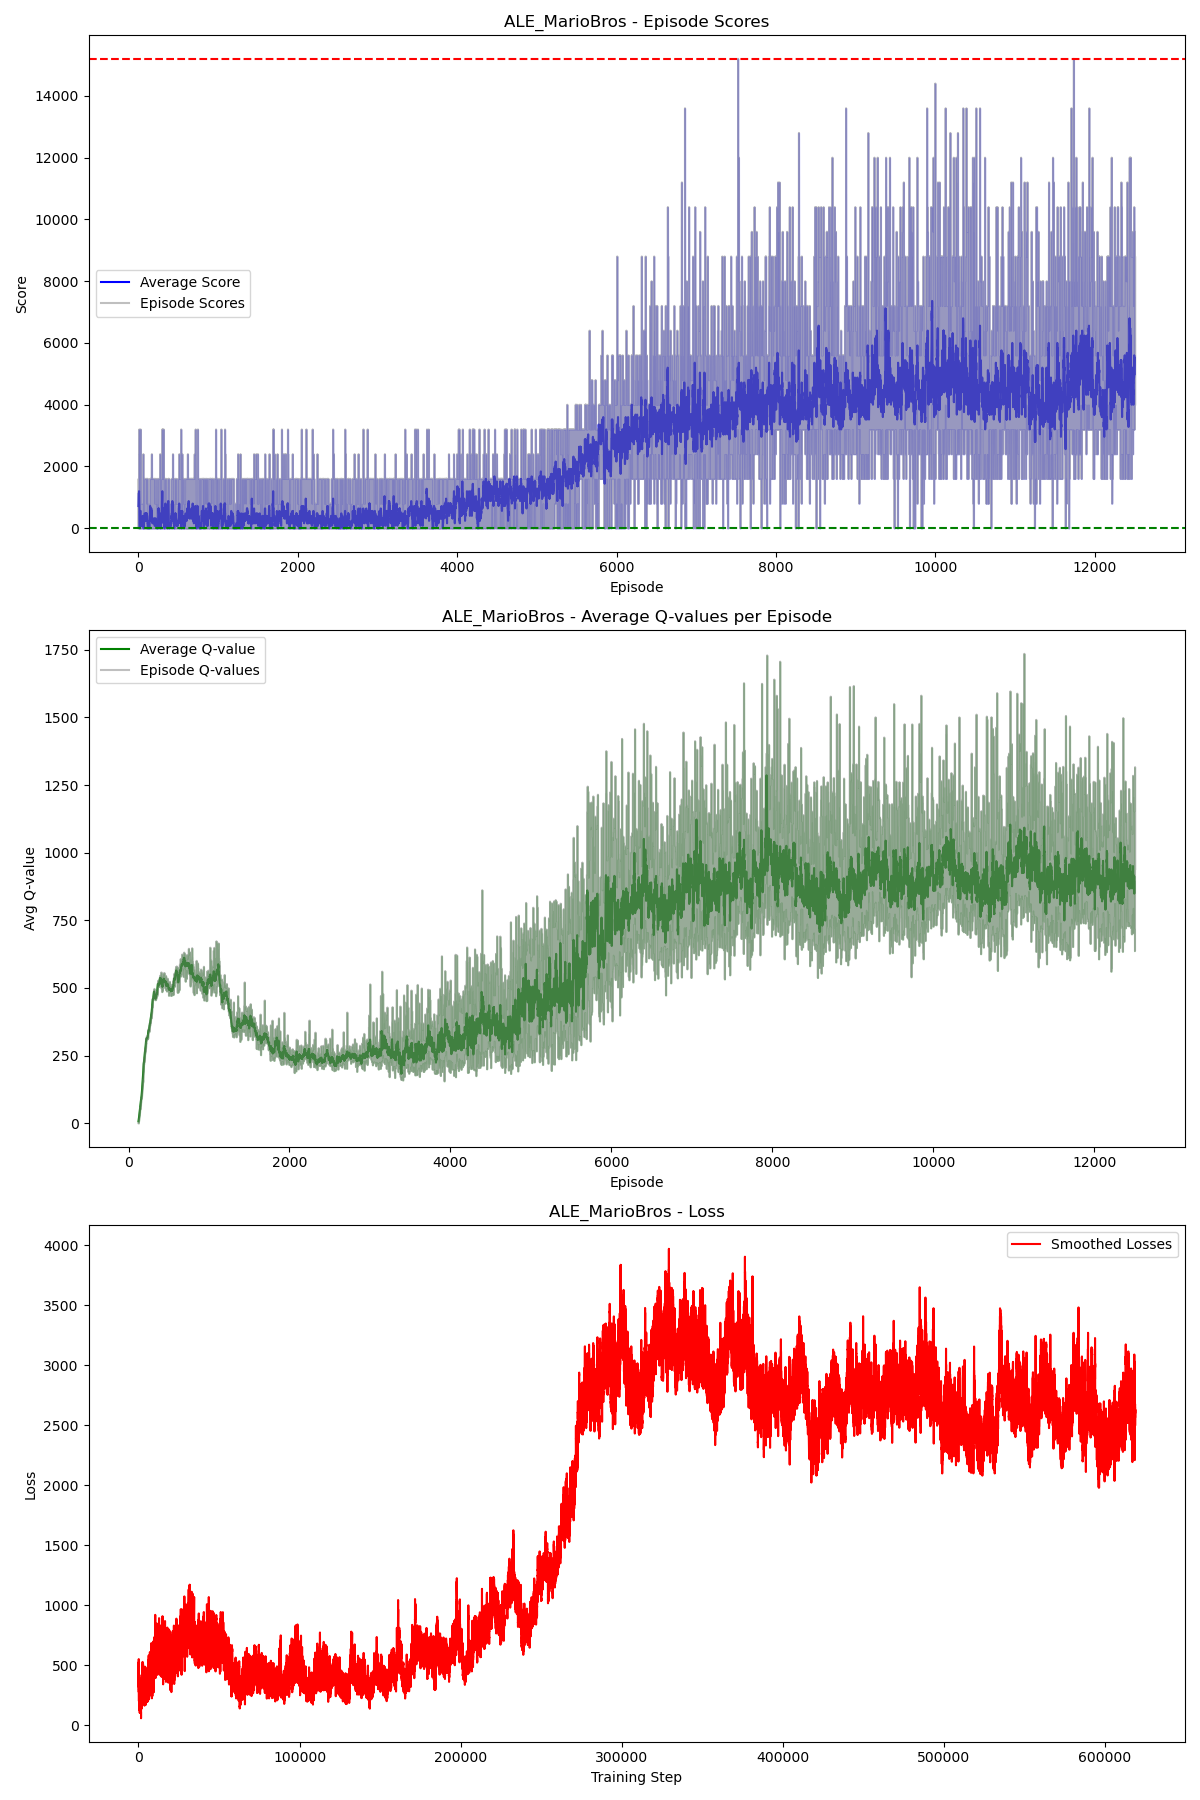 ALE_MarioBros - Episode Scores
14000
12000
10000
8000
6000
4000
2000
0
Score
Average Score
Episode Scores
0 2000 4000 6000 8000 10000 12000
Episode
ALE_MarioBros - Average Q-values per Episode
1750
1500
1250
1000
750
500
250
0
Avg Q-value
Average Q-value
Episode Q-values
0 2000 4000 6000 8000 10000 12000
Episode
ALE_MarioBros - Loss
4000
3500
3000
2500
2000
1500
1000
500
0
Loss
Smoothed Losses
0 100000 200000 300000 400000 500000 600000
Training Step